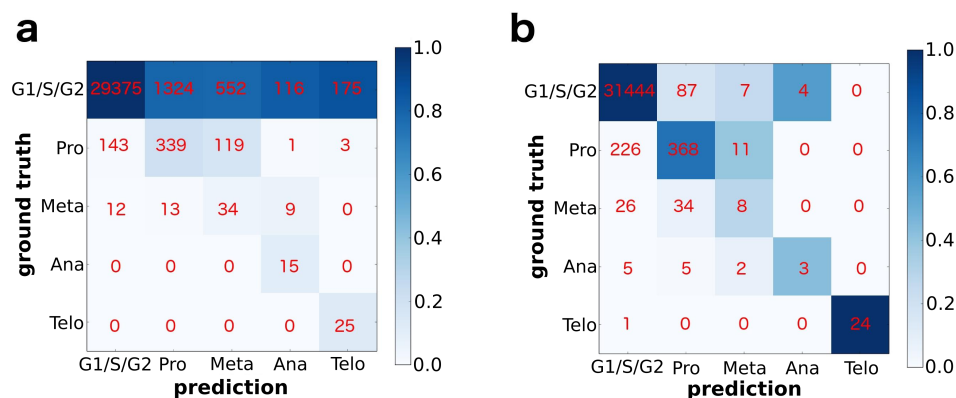 a
G1/S/G2 29375 1324 552 116 175
Pro 143 339 119 1 3
Meta 12 13 34 9 0
Ana 0 0 0 15 0
Telo 0 0 0 0 25
G1/S/G2 Pro Meta Ana Telo
prediction
ground truth
1.0
0.8
0.6
0.4
0.2
0.0
b
G1/S/G2 31444 87 7 4 0
Pro 226 368 11 0 0
Meta 26 34 8 0 0
Ana 5 5 2 3 0
Telo 1 0 0 0 24
G1/S/G2 Pro Meta Ana Telo
prediction
ground truth
1.0
0.8
0.6
0.4
0.2
0.0